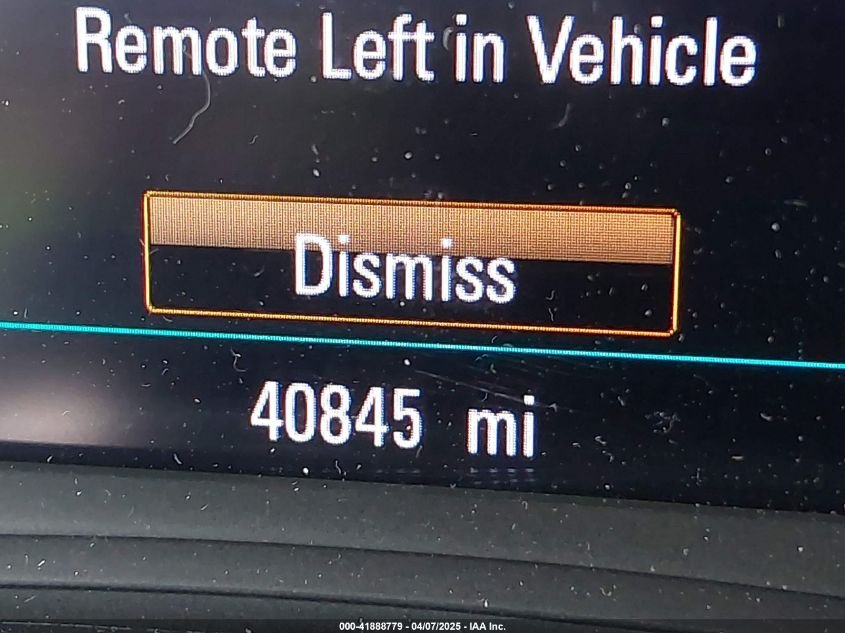 Remote Left in Vehicle
Dismiss
40845 mi
000-41888779 - 04/07/2025 - IAA Inc.